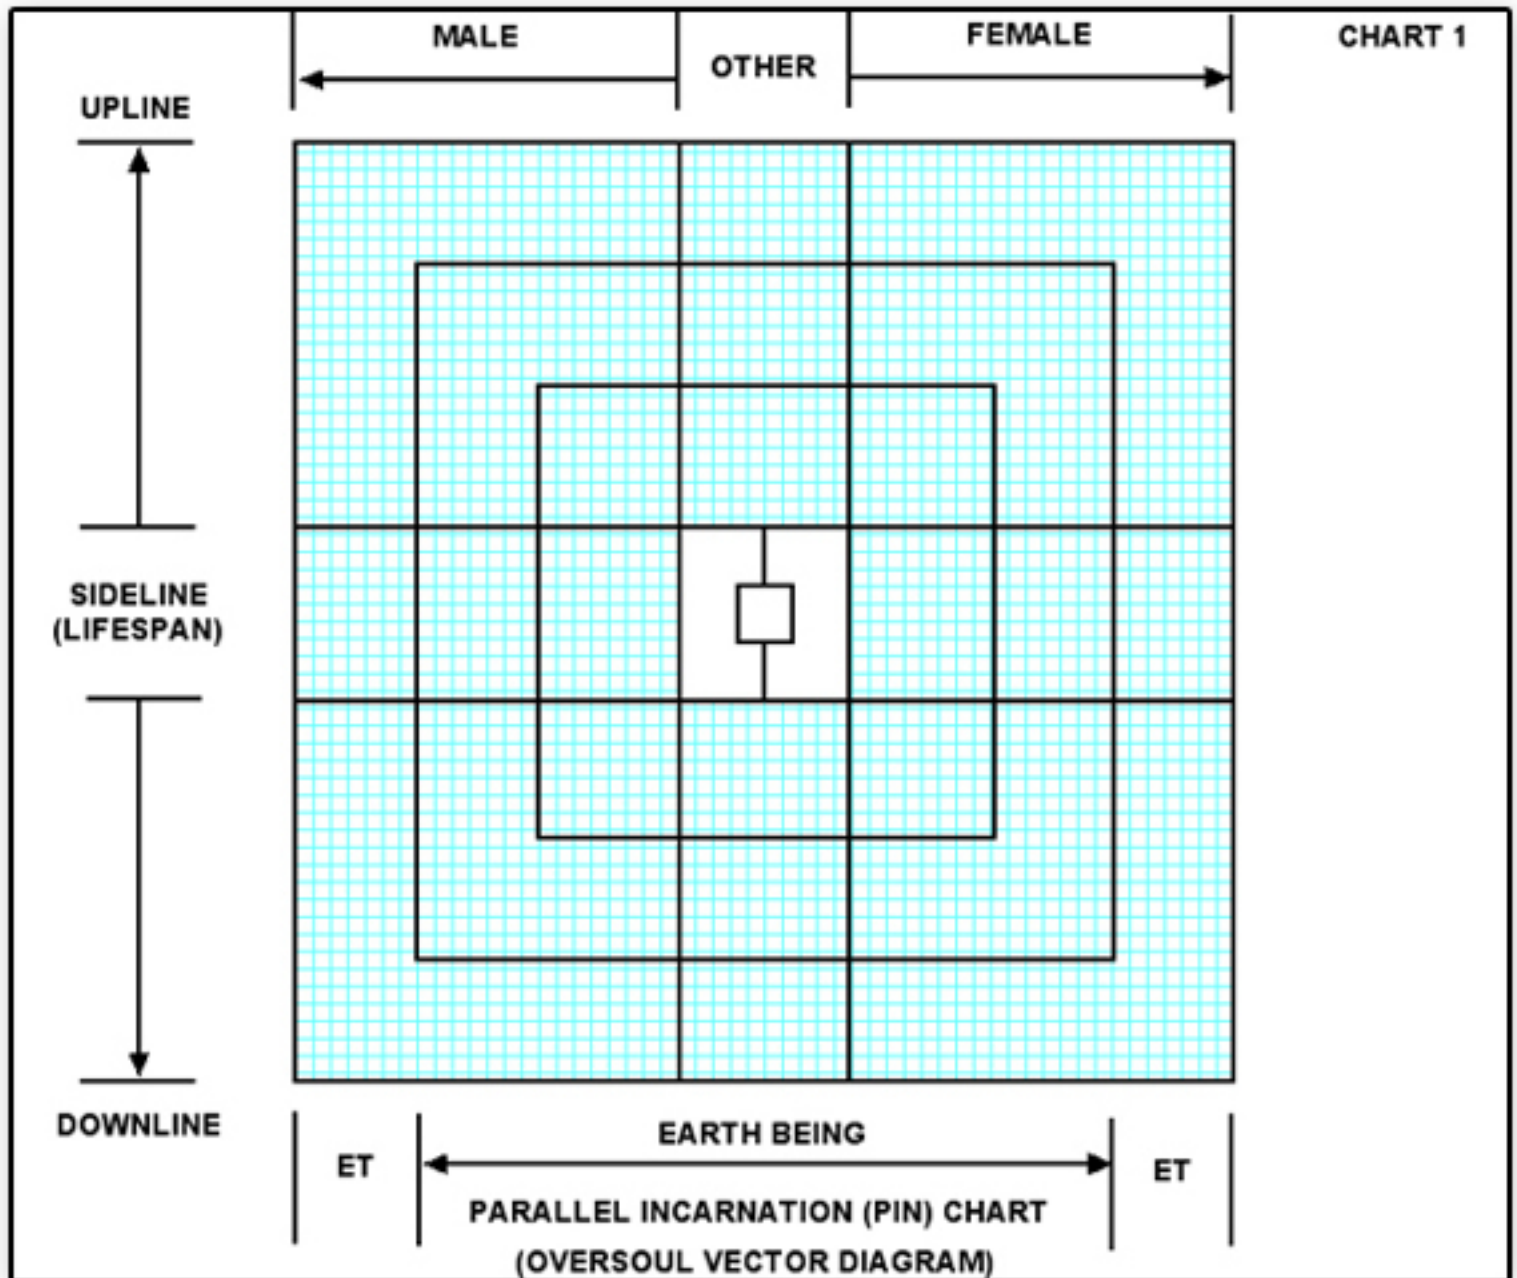 MALE
OTHER
FEMALE
CHART 1
UPLINE
SIDELINE
(LIFESPAN)
DOWNLINE
ET
EARTH BEING
ET
PARALLEL INCARNATION (PIN) CHART
(OVERSOUL VECTOR DIAGRAM)